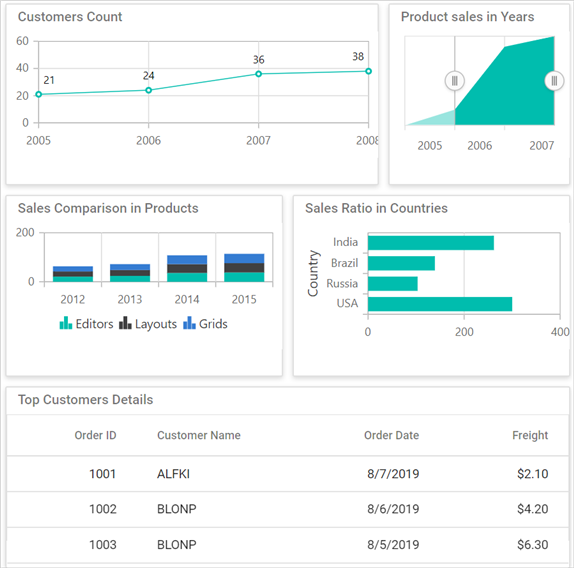 Customers Count
60
40
20
0
21
24
36
38
2005 2006 2007 2008
Product sales in Years
2005 2006 2007
Sales Comparison in Products
200
0
2012 2013 2014 2015
Editors Layouts Grids
Sales Ratio in Countries
Country
India
Brazil
Russia
USA
0 200 400
Top Customers Details
Order ID Customer Name Order Date Freight
1001 ALFKI 8/7/2019 $2.10
1002 BLONP 8/6/2019 $4.20
1003 BLONP 8/5/2019 $6.30